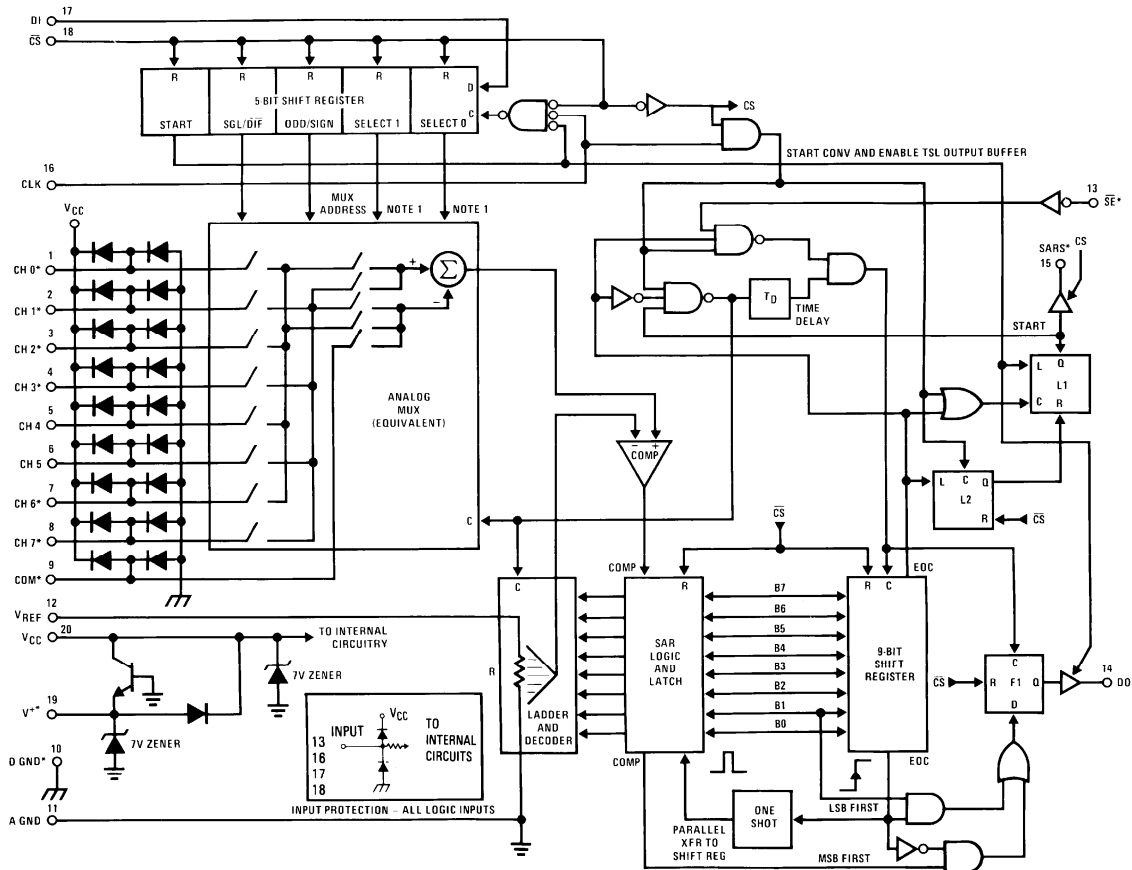 17
DI
18
CS
R R R R R
D
5-BIT SHIFT REGISTER
C
START SGL/DIF ODD/SIGN SELECT 1 SELECT 0
CS
START CONV AND ENABLE TSL OUTPUT BUFFER
16
CLK
MUX
ADDRESS
NOTE 1 NOTE 1
VCC
13
SE*
SARS* CS
15
1
CH 0*
2
CH 1*
3
CH 2*
4
CH 3*
5
CH 4
6
CH 5
7
CH 6*
8
CH 7*
9
COM*
+
Σ
−
ANALOG
MUX
(EQUIVALENT)
C
TD
TIME
DELAY
START
L Q
L1
C R
− +
COMP
L C Q
L2
R CS
CS
COMP R
R C EOC
C
12
VREF
20
VCC
TO INTERNAL
CIRCUITRY
7V ZENER
19
V+*
7V ZENER
10
D GND*
11
A GND
VCC
INPUT
TO
INTERNAL
CIRCUITS
13
16
17
18
INPUT PROTECTION – ALL LOGIC INPUTS
R
LADDER
AND
DECODER
SAR
LOGIC
AND
LATCH
COMP
B7
B6
B5
B4
B3
B2
B1
B0
9-BIT
SHIFT
REGISTER
EOC
CS
C
R F1 Q
D
14
DO
LSB FIRST
ONE
SHOT
PARALLEL
XFR TO
SHIFT REG
MSB FIRST